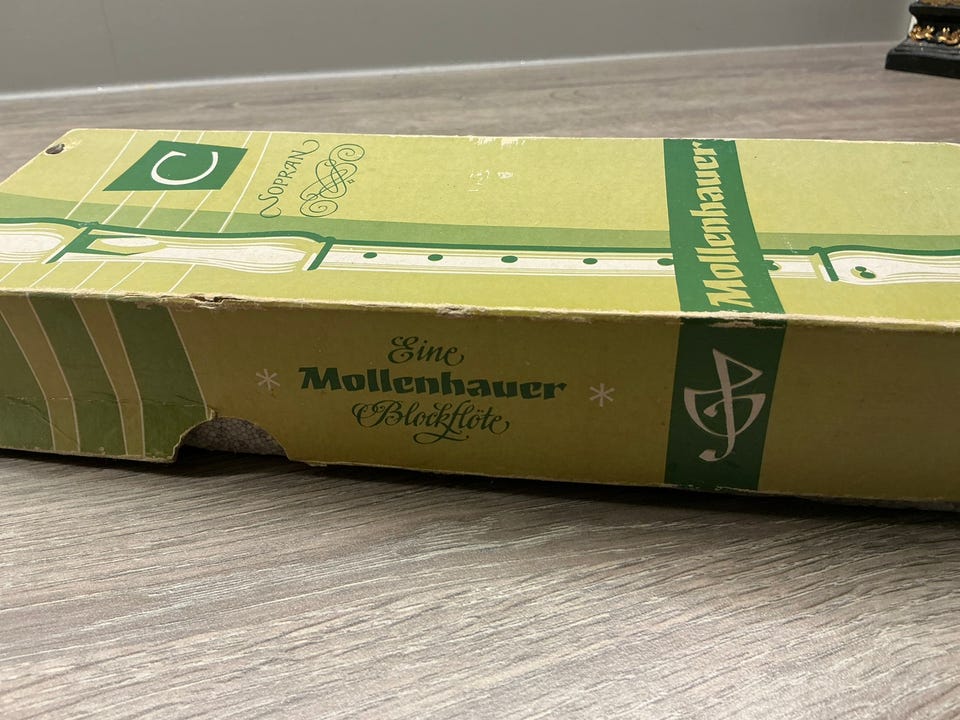 C
SOPRAN
Mollenhauer
Eine
Mollenhauer
Blockflöte